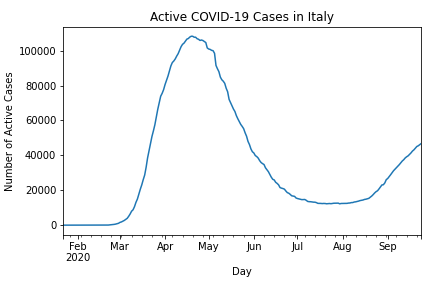 Active COVID-19 Cases in Italy
Number of Active Cases
100000
80000
60000
40000
20000
0
Feb Mar Apr May Jun Jul Aug Sep
2020
Day